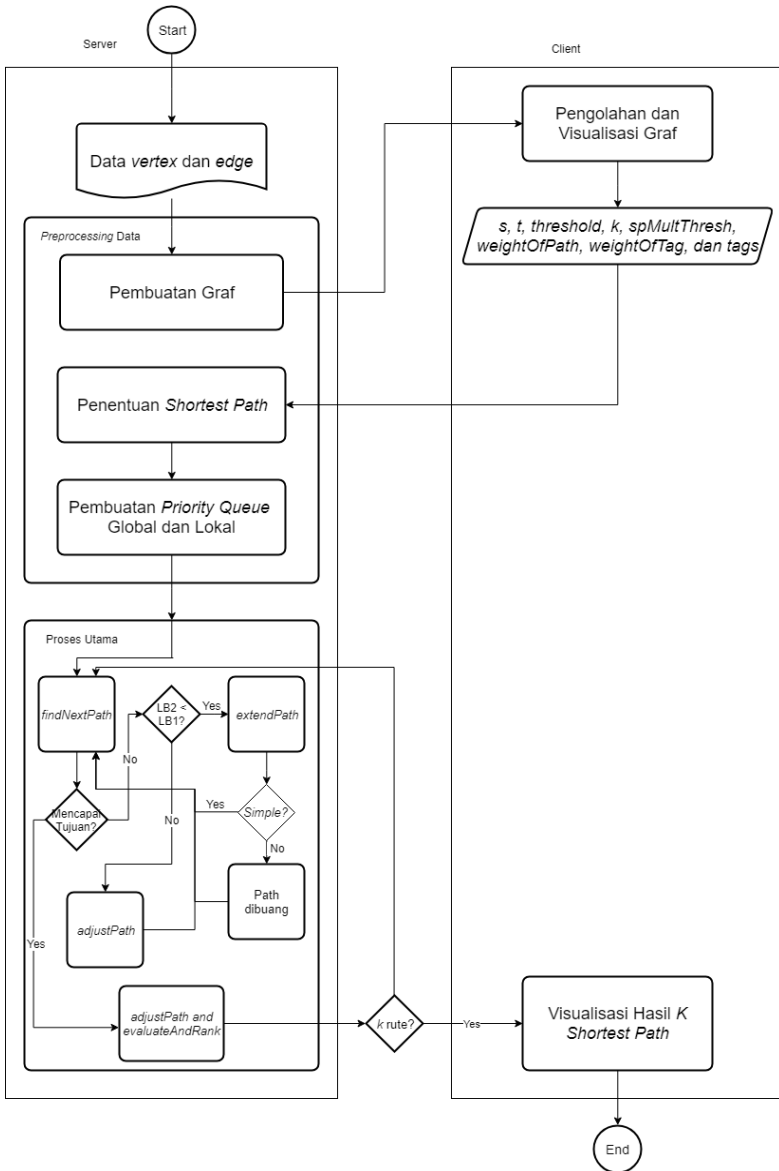 Start
Server
Client
Data vertex dan edge
Pengolahan dan
Visualisasi Graf
s, t, threshold, k, spMultThresh,
weightOfPath, weightOfTag, dan tags
Preprocessing Data
Pembuatan Graf
Penentuan Shortest Path
Pembuatan Priority Queue
Global dan Lokal
Proses Utama
findNextPath
LB2 <
LB1?
Yes
extendPath
No
Mencapai
Tujuan?
Yes
Simple?
No
No
Path
dibuang
adjustPath
Yes
adjustPath and
evaluateAndRank
k rute?
Yes
Visualisasi Hasil K
Shortest Path
End